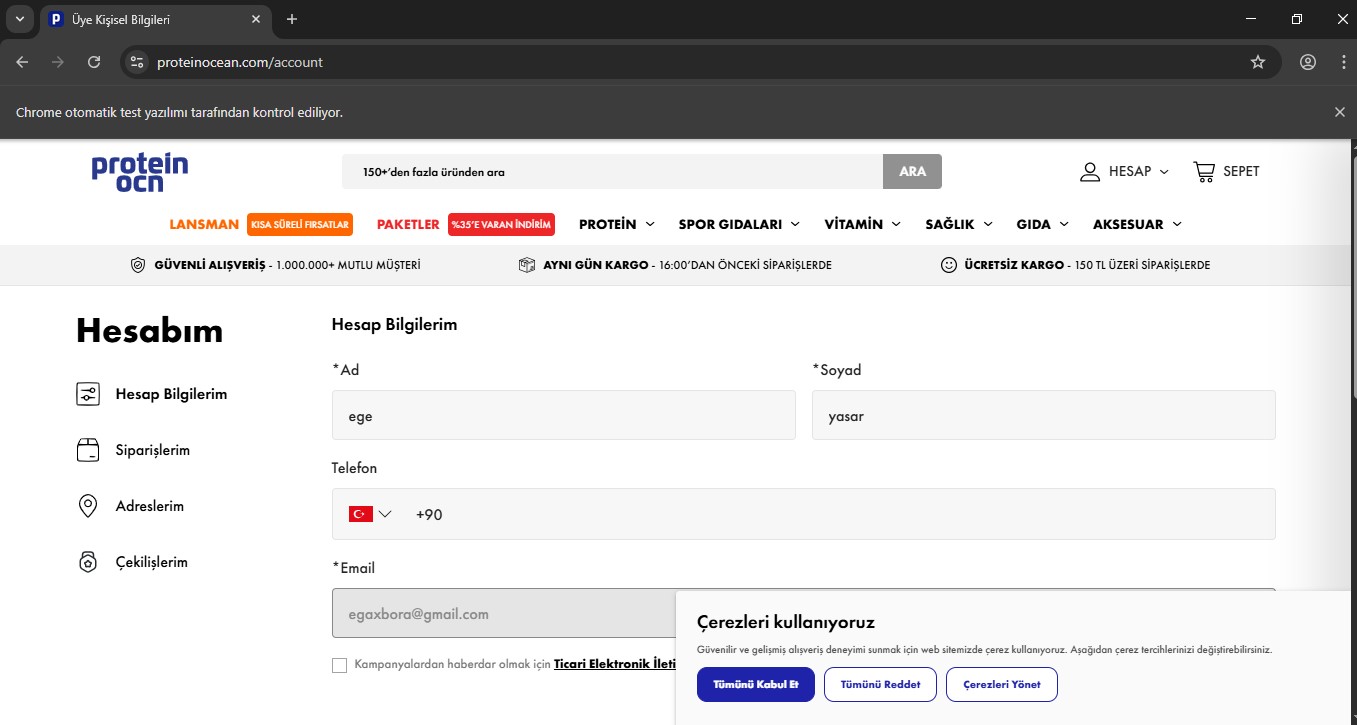 Üye Kişisel Bilgileri
proteinocean.com/account
Chrome otomatik test yazılımı tarafından kontrol ediliyor.
protein
ocn
150+'den fazla üründen ara
ARA
HESAP
SEPET
LANSMAN KISA SÜRELİ FIRSATLAR PAKETLER %35'E VARAN İNDİRİM PROTEİN SPOR GIDALARI VİTAMİN SAĞLIK GIDA AKSESUAR
GÜVENLİ ALIŞVERİŞ - 1.000.000+ MUTLU MÜŞTERİ
AYNI GÜN KARGO - 16:00'DAN ÖNCEKİ SİPARİŞLERDE
ÜCRETSİZ KARGO - 150 TL ÜZERİ SİPARİŞLERDE
Hesabım
Hesap Bilgilerim
Siparişlerim
Adreslerim
Çekilişlerim
Hesap Bilgilerim
*Ad
ege
*Soyad
yasar
Telefon
+90
*Email
egaxbora@gmail.com
Kampanyalardan haberdar olmak için Ticari Elektronik İleti
Çerezleri kullanıyoruz
Güvenilir ve gelişmiş alışveriş deneyimi sunmak için web sitemizde çerez kullanıyoruz. Aşağıdan çerez tercihlerinizi değiştirebilirsiniz.
Tümünü Kabul Et
Tümünü Reddet
Çerezleri Yönet